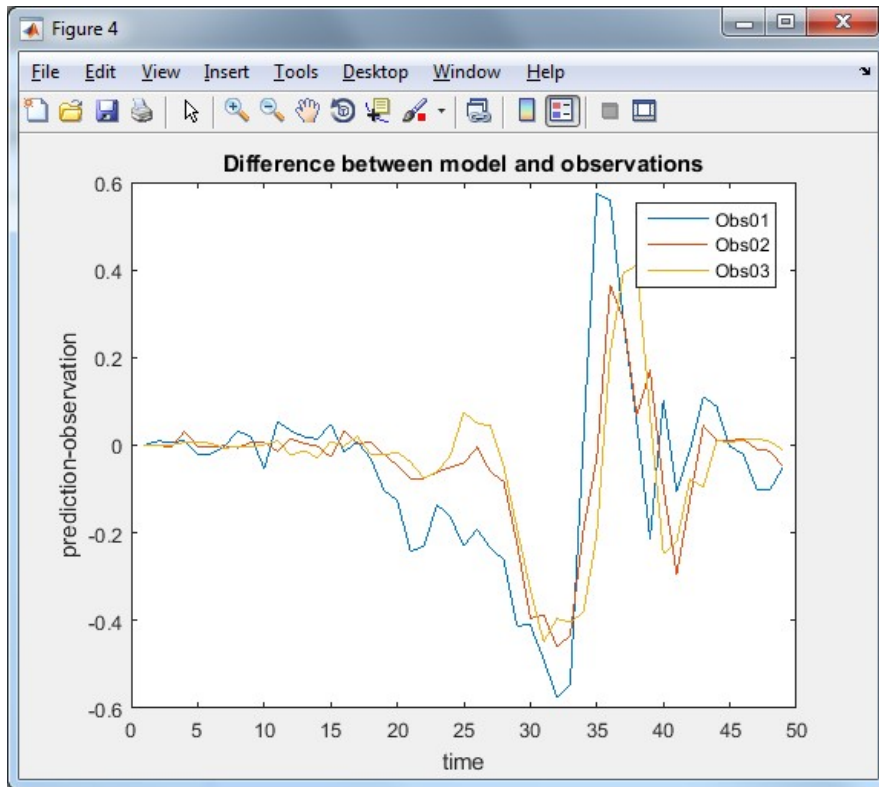 Figure 4
File Edit View Insert Tools Desktop Window Help
Difference between model and observations
0.6
0.4
0.2
0
-0.2
-0.4
-0.6
prediction-observation
Obs01
Obs02
Obs03
0 5 10 15 20 25 30 35 40 45 50
time